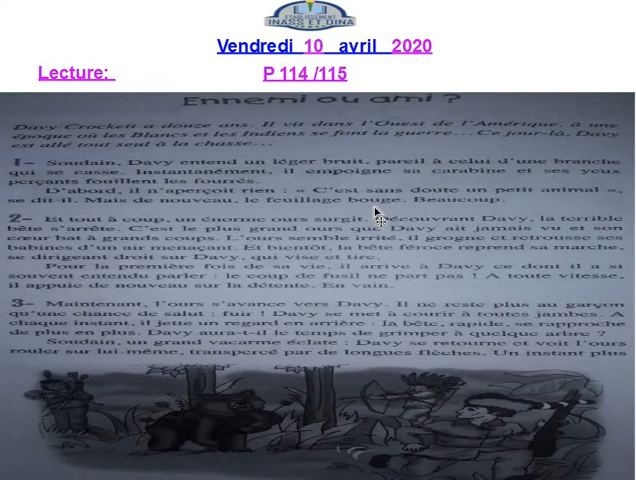 ETABLISSEMENT
INASS ET DINA
Vendredi 10 avril 2020
Lecture: P 114 /115
Ennemi ou ami ?
Davy Crockett a douze ans. Il vit dans l'Ouest de l'Amérique, à une
époque où les Blancs et les Indiens se font la guerre... Ce jour-là, Davy
est allé tout seul à la chasse...
1- Soudain, Davy entend un léger bruit, pareil à celui d'une branche
qui se casse. Instantanément, il empoigne sa carabine et ses yeux
perçants fouillent les fourrés.
D'abord, il n'aperçoit rien : « C'est sans doute un petit animal »,
se dit-il. Mais de nouveau, le feuillage bouge. Beaucoup.
2- Et tout à coup, un énorme ours surgit. Découvrant Davy, la terrible
bête s'arrête. C'est le plus grand ours que Davy ait jamais vu et son
cœur bat à grands coups. L'ours semble irrité, il grogne et retrousse ses
babines d'un air menaçant. Et bientôt, la bête féroce reprend sa marche,
se dirigeant droit sur Davy, qui vise et tire.
Pour la première fois de sa vie, il arrive à Davy ce dont il a si
souvent entendu parler : le coup de fusil ne part pas ! A toute vitesse,
il appuie de nouveau sur la détente. En vain.
3- Maintenant, l'ours s'avance vers Davy. Il ne reste plus au garçon
qu'une chance de salut : fuir ! Davy se met à courir à toutes jambes. A
chaque instant, il jette un regard en arrière : la bête, rapide, se rapproche
de plus en plus. Davy aura-t-il le temps de grimper à quelque arbre ?
Soudain, un grand vacarme éclate : Davy se retourne et voit l'ours
rouler sur lui-même, transpercé par de longues flèches. Un instant plus